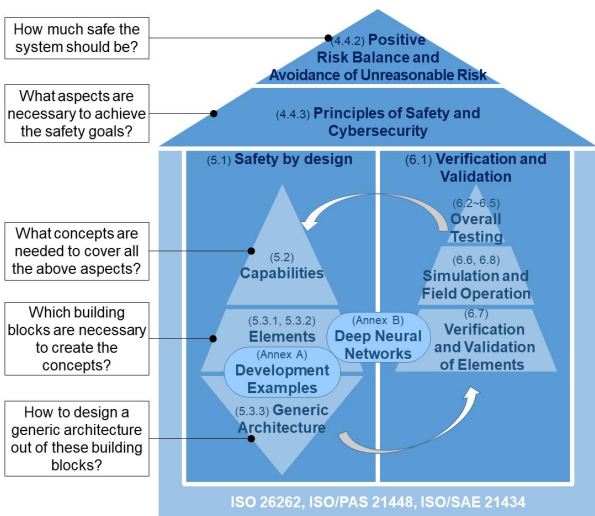 How much safe the
system should be?
(4.4.2) Positive
Risk Balance and
Avoidance of Unreasonable Risk
What aspects are
necessary to achieve
the safety goals?
(4.4.3) Principles of Safety and
Cybersecurity
(5.1) Safety by design
(6.1) Verification and
Validation
(6.2~6.5)
Overall
Testing
What concepts are
needed to cover all
the above aspects?
(5.2)
Capabilities
(6.6, 6.8)
Simulation and
Field Operation
Which building
blocks are necessary
to create the
concepts?
(5.3.1, 5.3.2)
Elements
(Annex A)
Development
Examples
(Annex B)
Deep Neural
Networks
(6.7)
Verification
and Validation
of Elements
How to design a
generic architecture
out of these building
blocks?
(5.3.3) Generic
Architecture
ISO 26262, ISO/PAS 21448, ISO/SAE 21434